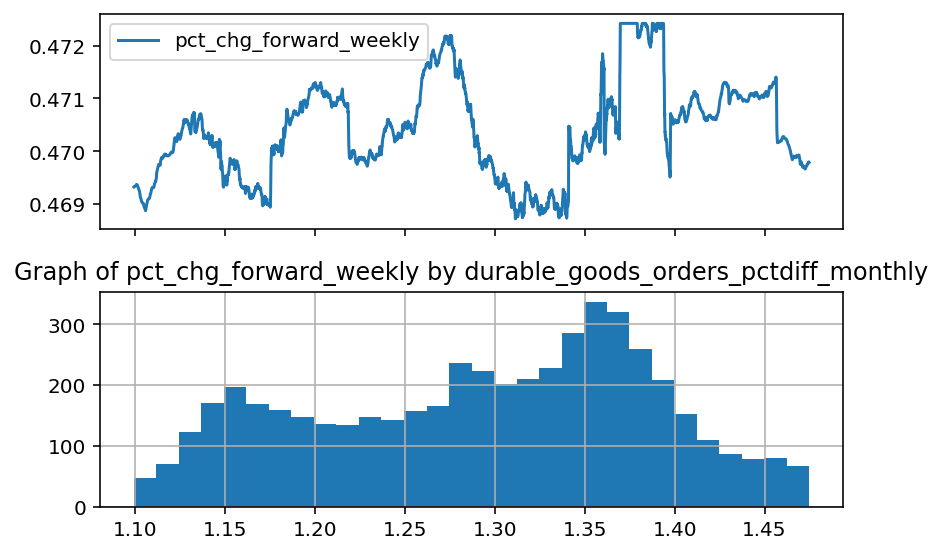 pct_chg_forward_weekly
0.472
0.471
0.470
0.469
Graph of pct_chg_forward_weekly by durable_goods_orders_pctdiff_monthly
300
200
100
0
1.10 1.15 1.20 1.25 1.30 1.35 1.40 1.45